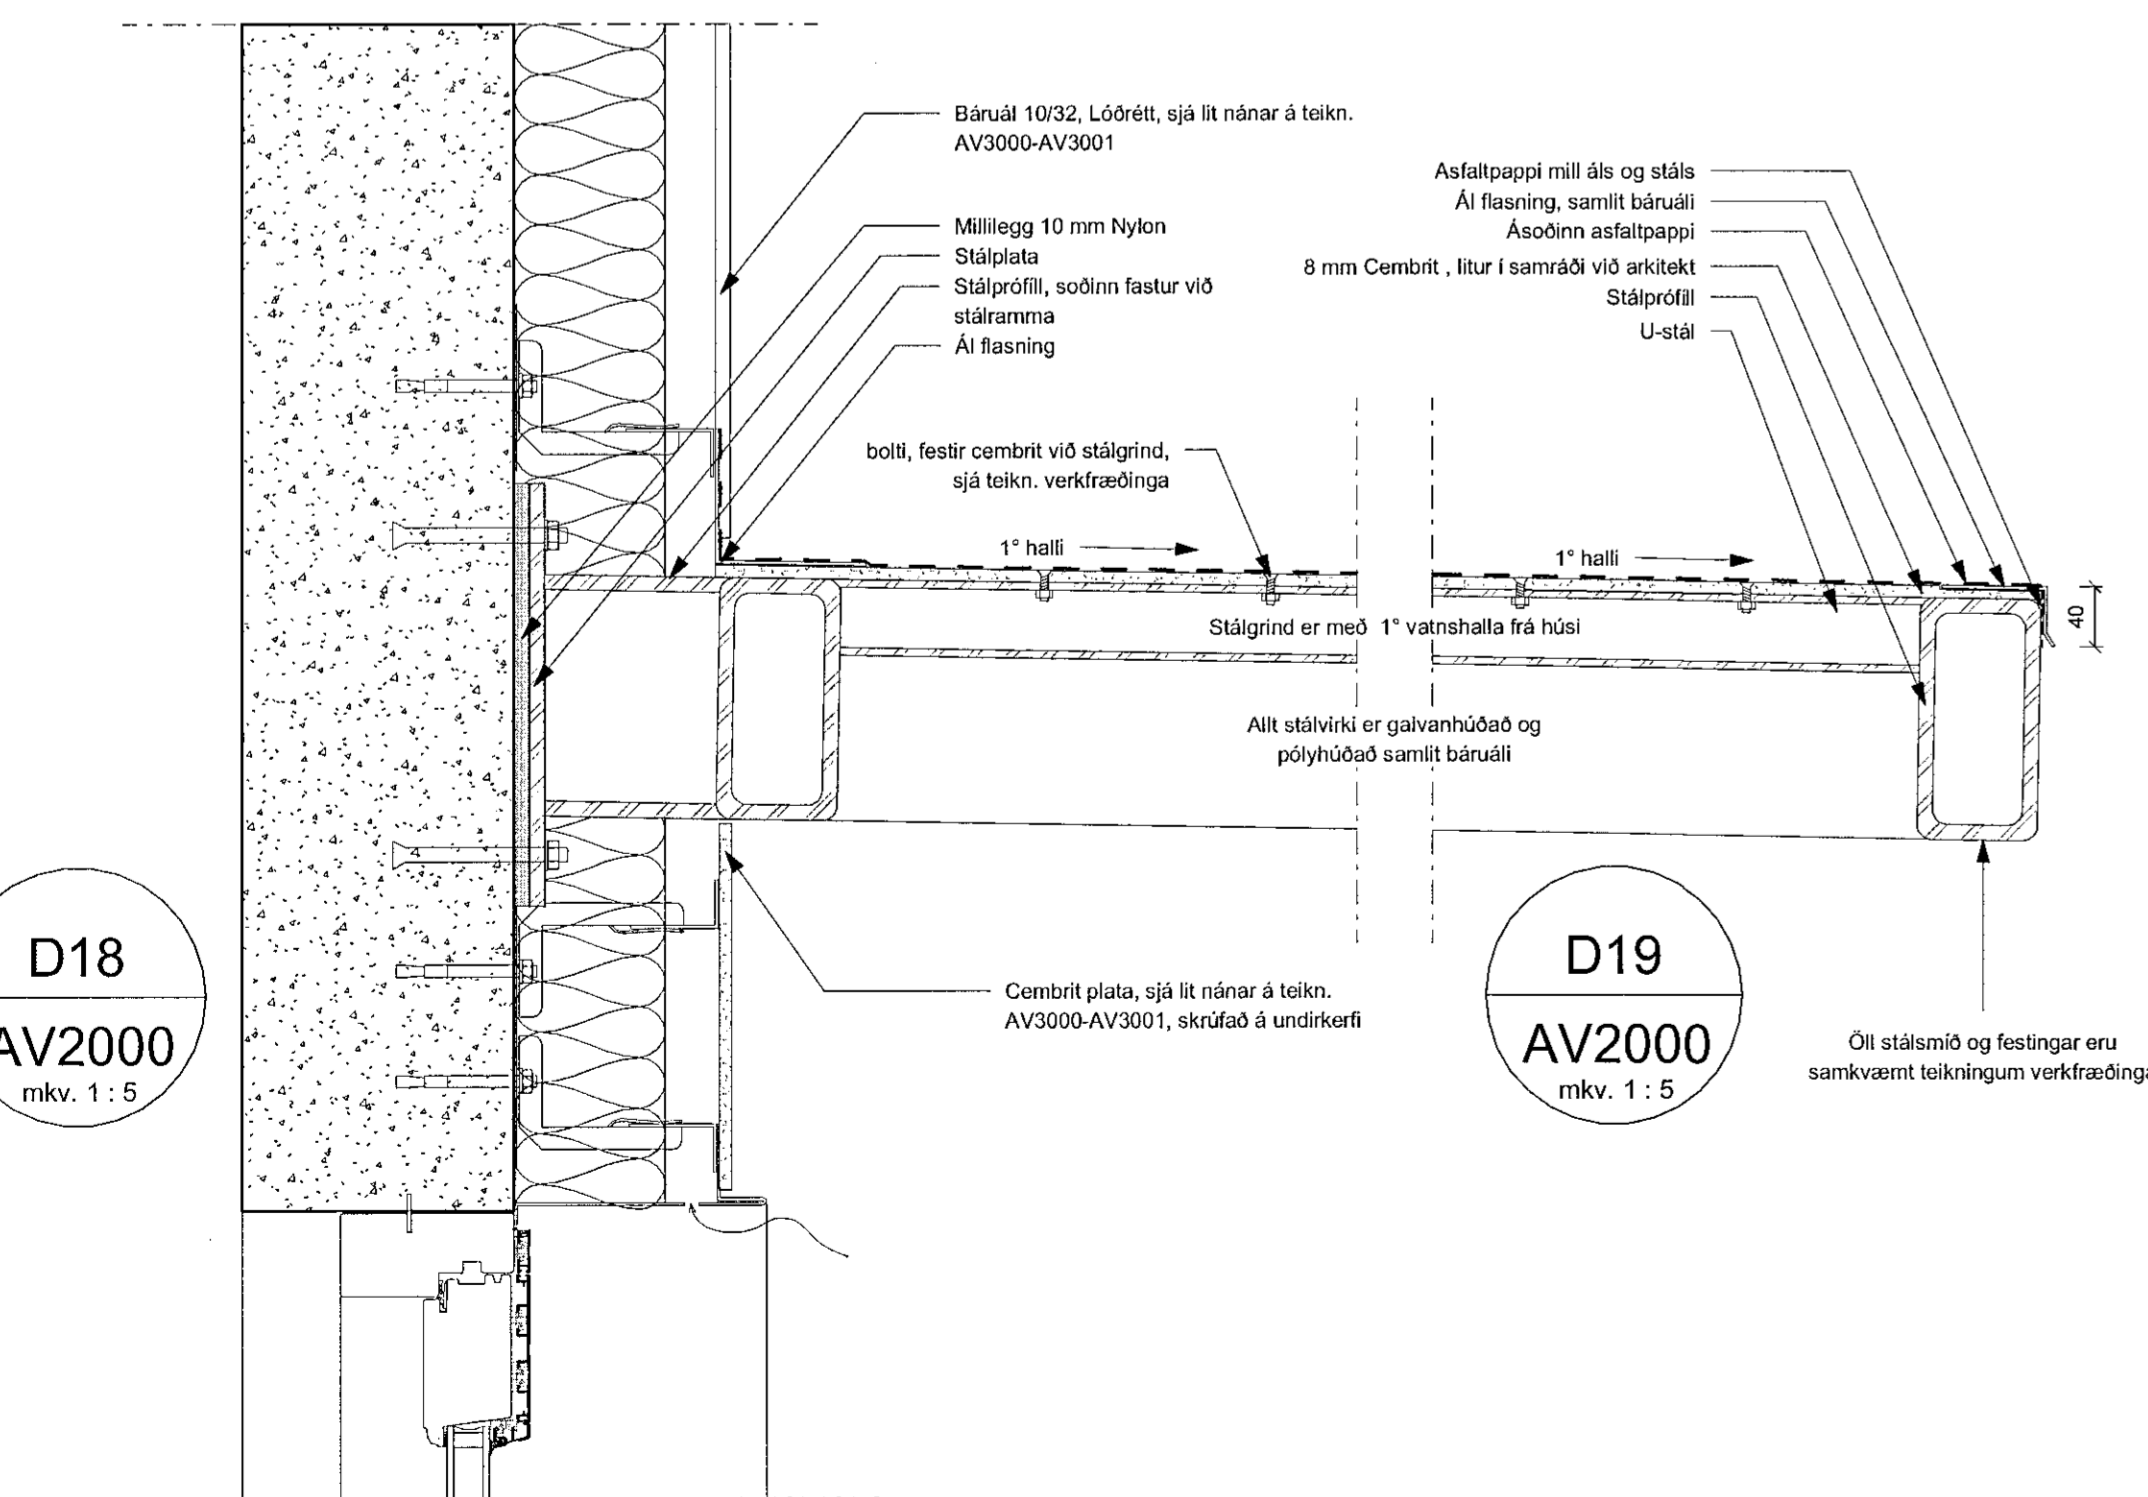 Báruál 10/32, Lóðrétt, sjá lit nánar á teikn.
AV3000-AV3001
Millilegg 10 mm Nylon
Stálplata
Stálprófíll, soðinn fastur við
stálramma
Ál flasning
bolti, festir cembrit við stálgrind,
sjá teikn. verkfræðinga
Asfaltpappi mill áls og stáls
Ál flasning, samlit báruáli
Ásoðinn asfaltpappi
8 mm Cembrit , litur í samráði við arkitekt
Stálprófíll
U-stál
1° halli
1° halli
40
Stálgrind er með 1° vatnshalla frá húsi
Allt stálvirki er galvanhúðað og
pólyhúðað samlit báruáli
D18
AV2000
mkv. 1 : 5
Cembrit plata, sjá lit nánar á teikn.
AV3000-AV3001, skrúfað á undirkerfi
D19
AV2000
mkv. 1 : 5
Öll stálsmíð og festingar eru
samkvæmt teikningum verkfræðinga